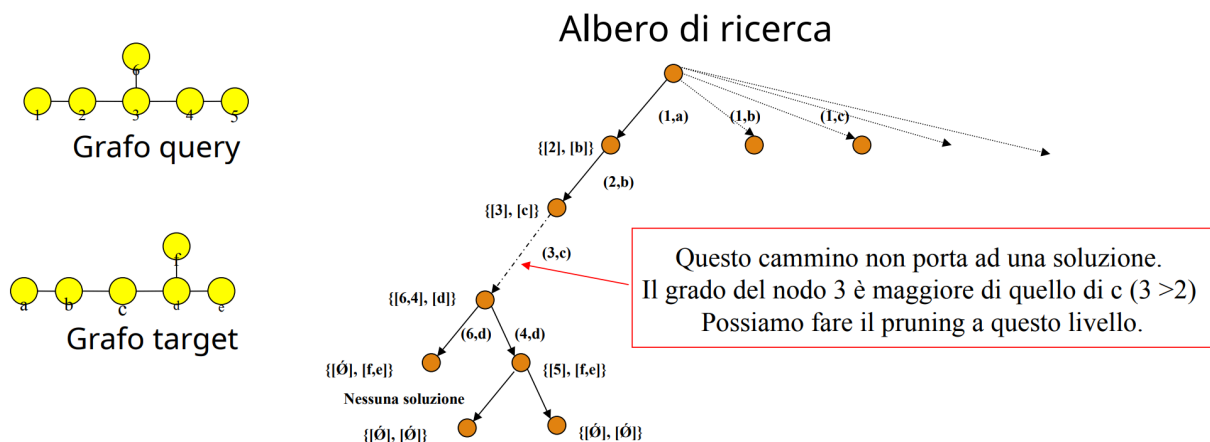 Albero di ricerca
6
1 2 3 4 5
Grafo query
f
a b c d e
Grafo target
(1,a) (1,b) (1,c)
{[2], [b]}
(2,b)
{[3], [c]}
(3,c)
{[6,4], [d]}
(6,d) (4,d)
{[Ǿ], [f,e]} {[5], [f,e]}
Nessuna soluzione
{[Ǿ], [Ǿ]} {[Ǿ], [Ǿ]}
Questo cammino non porta ad una soluzione.
Il grado del nodo 3 è maggiore di quello di c (3 >2)
Possiamo fare il pruning a questo livello.